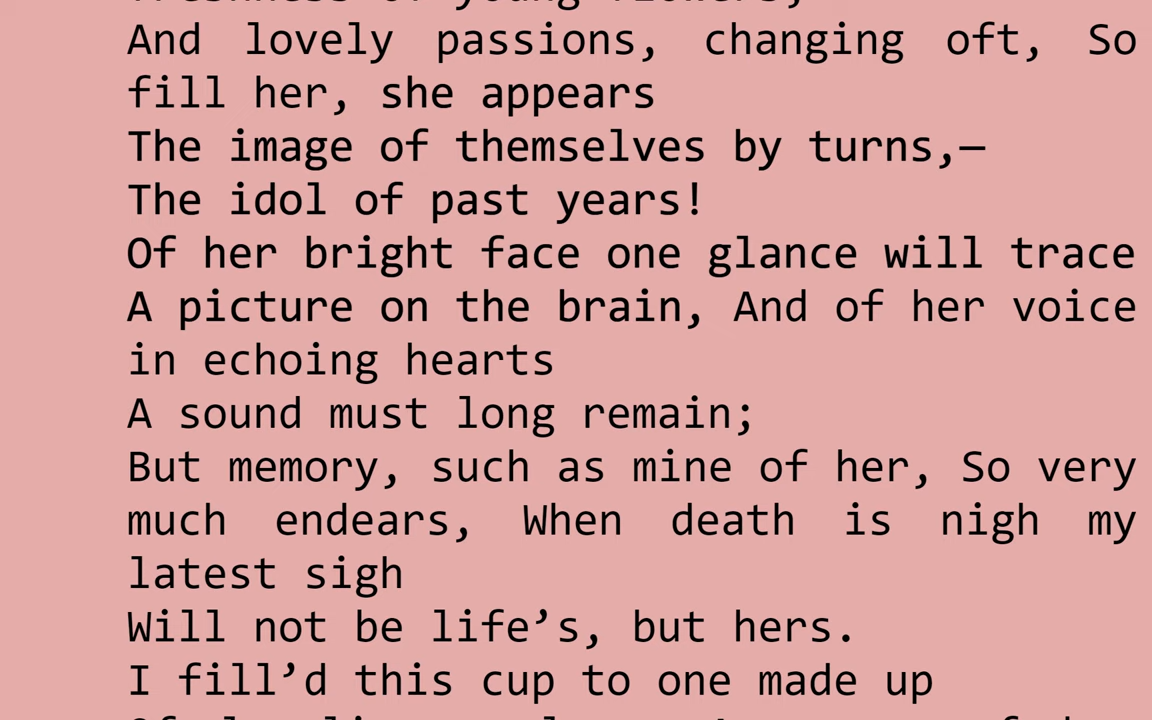 And lovely passions, changing oft, So
fill her, she appears
The image of themselves by turns,—
The idol of past years!
Of her bright face one glance will trace
A picture on the brain, And of her voice
in echoing hearts
A sound must long remain;
But memory, such as mine of her, So very
much endears, When death is nigh my
latest sigh
Will not be life’s, but hers.
I fill’d this cup to one made up